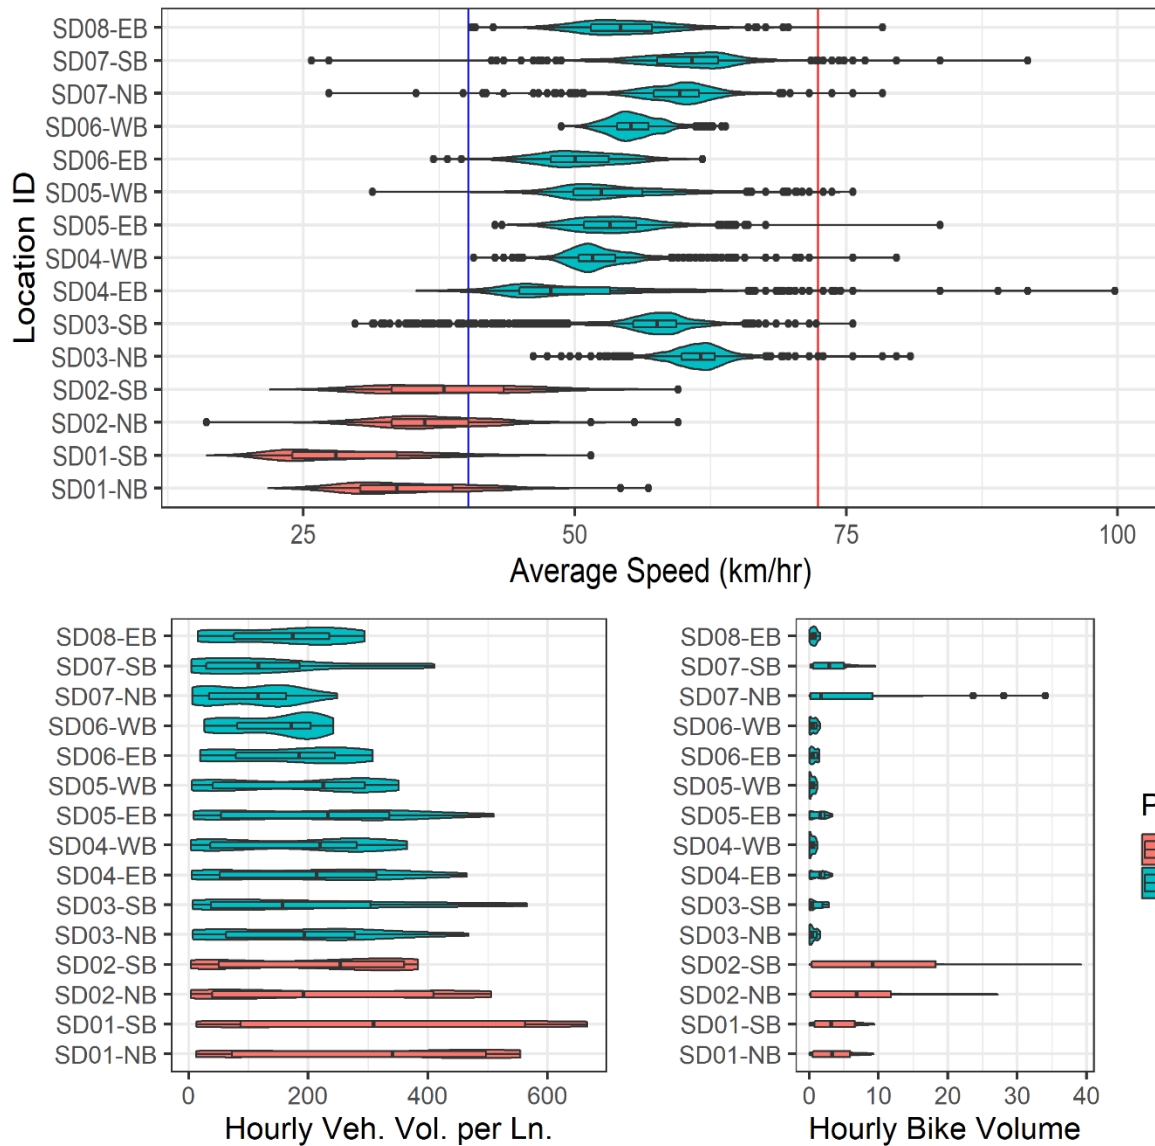 Location ID
SD08-EB
SD07-SB
SD07-NB
SD06-WB
SD06-EB
SD05-WB
SD05-EB
SD04-WB
SD04-EB
SD03-SB
SD03-NB
SD02-SB
SD02-NB
SD01-SB
SD01-NB
25 50 75 100
Average Speed (km/hr)
SD08-EB
SD07-SB
SD07-NB
SD06-WB
SD06-EB
SD05-WB
SD05-EB
SD04-WB
SD04-EB
SD03-SB
SD03-NB
SD02-SB
SD02-NB
SD01-SB
SD01-NB
0 200 400 600
Hourly Veh. Vol. per Ln.
SD08-EB
SD07-SB
SD07-NB
SD06-WB
SD06-EB
SD05-WB
SD05-EB
SD04-WB
SD04-EB
SD03-SB
SD03-NB
SD02-SB
SD02-NB
SD01-SB
SD01-NB
0 10 20 30 40
Hourly Bike Volume